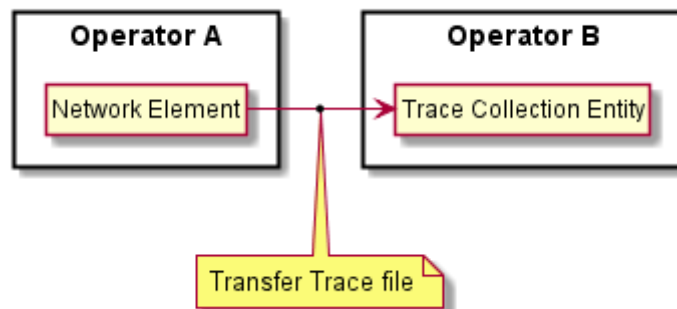 Operator A
Operator B
Network Element
Trace Collection Entity
Transfer Trace file